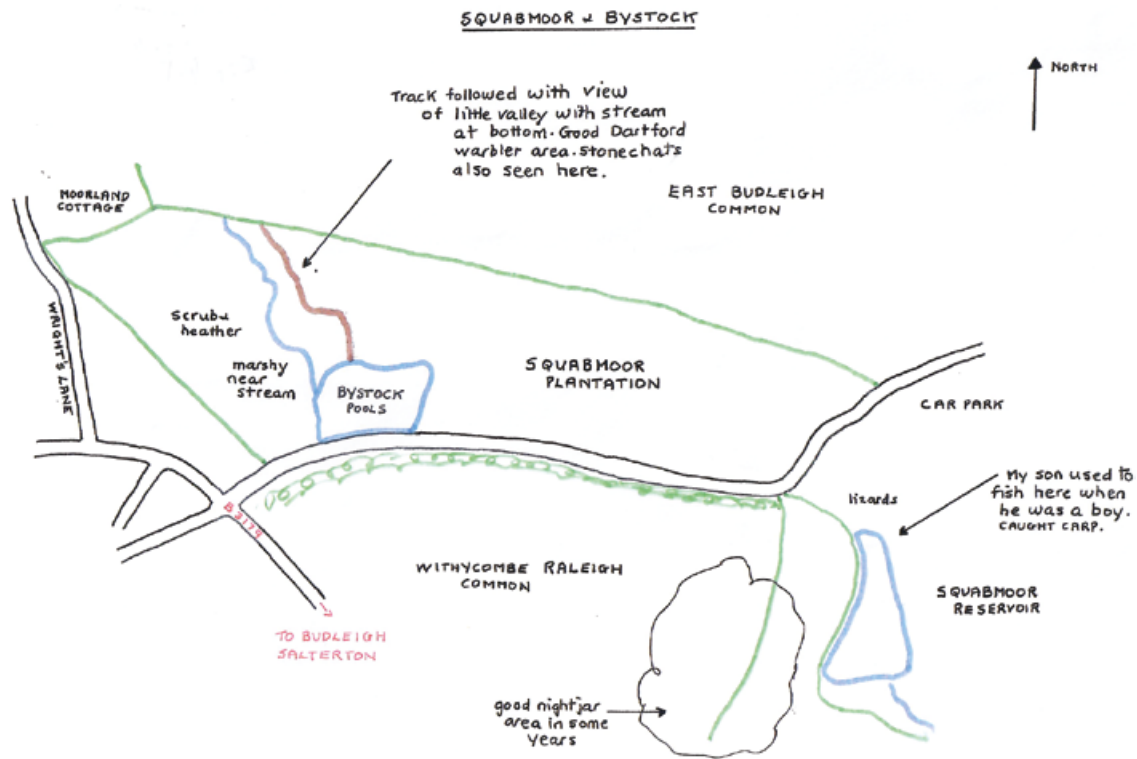 SQUABMOOR & BYSTOCK
NORTH
Track followed with view
of little valley with stream
at bottom. Good Dartford
warbler area. Stonechats
also seen here.
MOORLAND
COTTAGE
EAST BUDLEIGH
COMMON
WRIGHT'S LANE
Scrub &
heather
marshy
near
stream
BYSTOCK
POOLS
SQUABMOOR
PLANTATION
CAR PARK
lizards
My son used to
fish here when
he was a boy.
CAUGHT CARP.
B3179
WITHYCOMBE RALEIGH
COMMON
SQUABMOOR
RESERVOIR
TO BUDLEIGH
SALTERTON
good nightjar
area in some
years